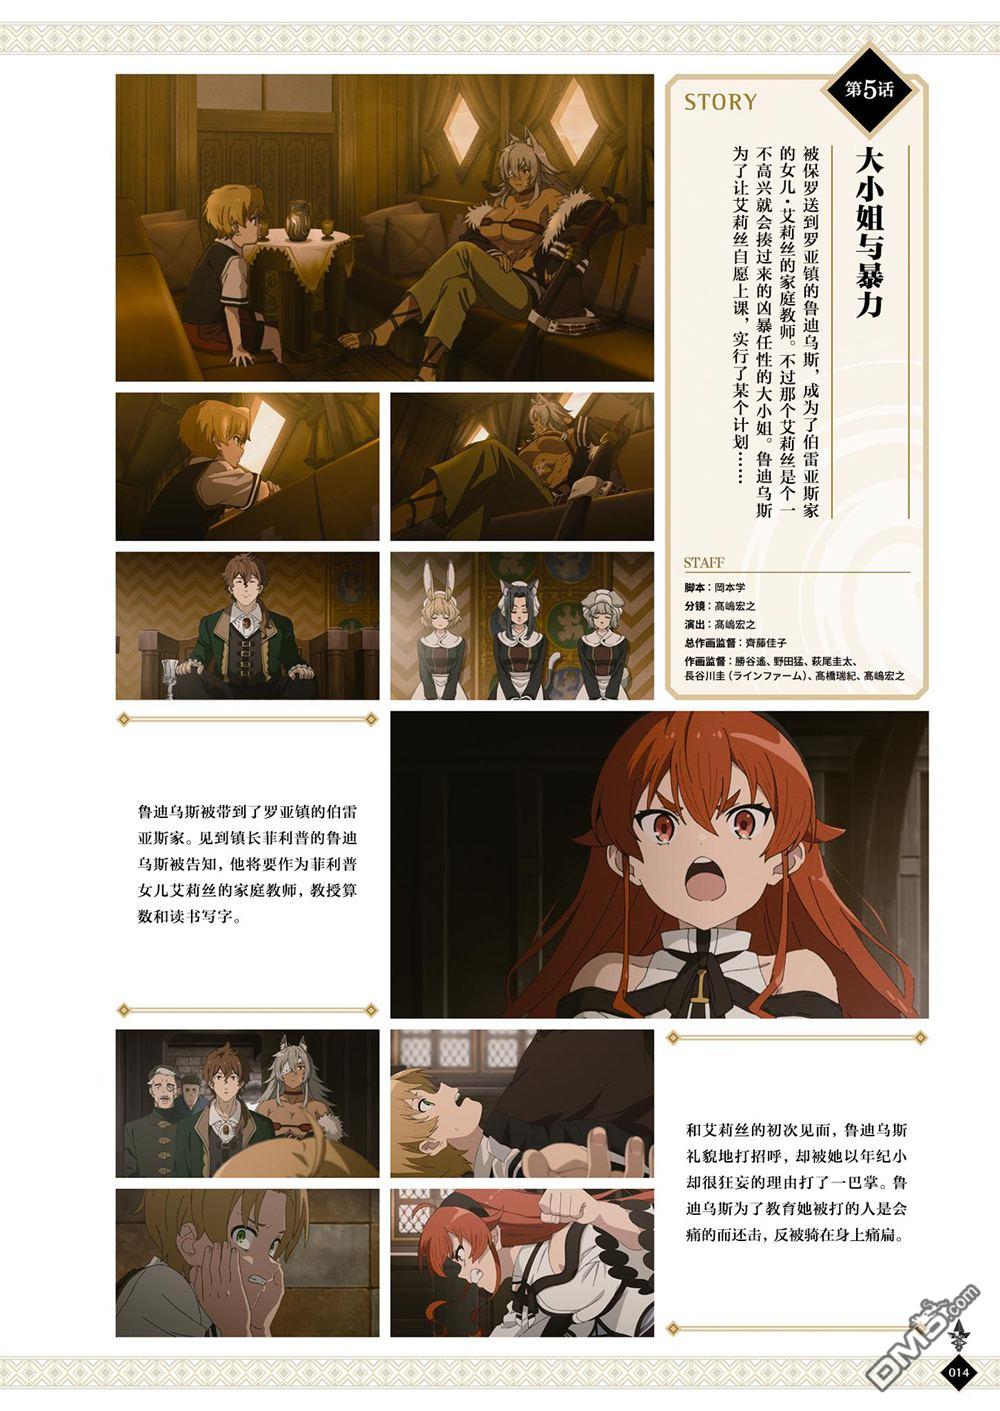 第5话
STORY
大小姐与暴力
被保罗送到罗亚镇的鲁迪乌斯，成为了伯雷亚斯家
的女儿·艾莉丝的家庭教师。不过那个艾莉丝是个一
不高兴就会揍过来的凶暴任性的大小姐。鲁迪乌斯
为了让艾莉丝自愿上课，实行了某个计划……
STAFF
脚本：岡本学
分镜：髙嶋宏之
演出：髙嶋宏之
总作画监督：齊藤佳子
作画监督：勝谷遙、野田猛、萩尾圭太、
長谷川圭（ラインファーム）、髙橋瑞紀、髙嶋宏之
鲁迪乌斯被带到了罗亚镇的伯雷
亚斯家。见到镇长菲利普的鲁迪
乌斯被告知，他将要作为菲利普
女儿艾莉丝的家庭教师，教授算
数和读书写字。
和艾莉丝的初次见面，鲁迪乌斯
礼貌地打招呼，却被她以年纪小
却很狂妄的理由打了一巴掌。鲁
迪乌斯为了教育她被打的人是会
痛的而还击，反被骑在身上痛扁。
DM5.com
014